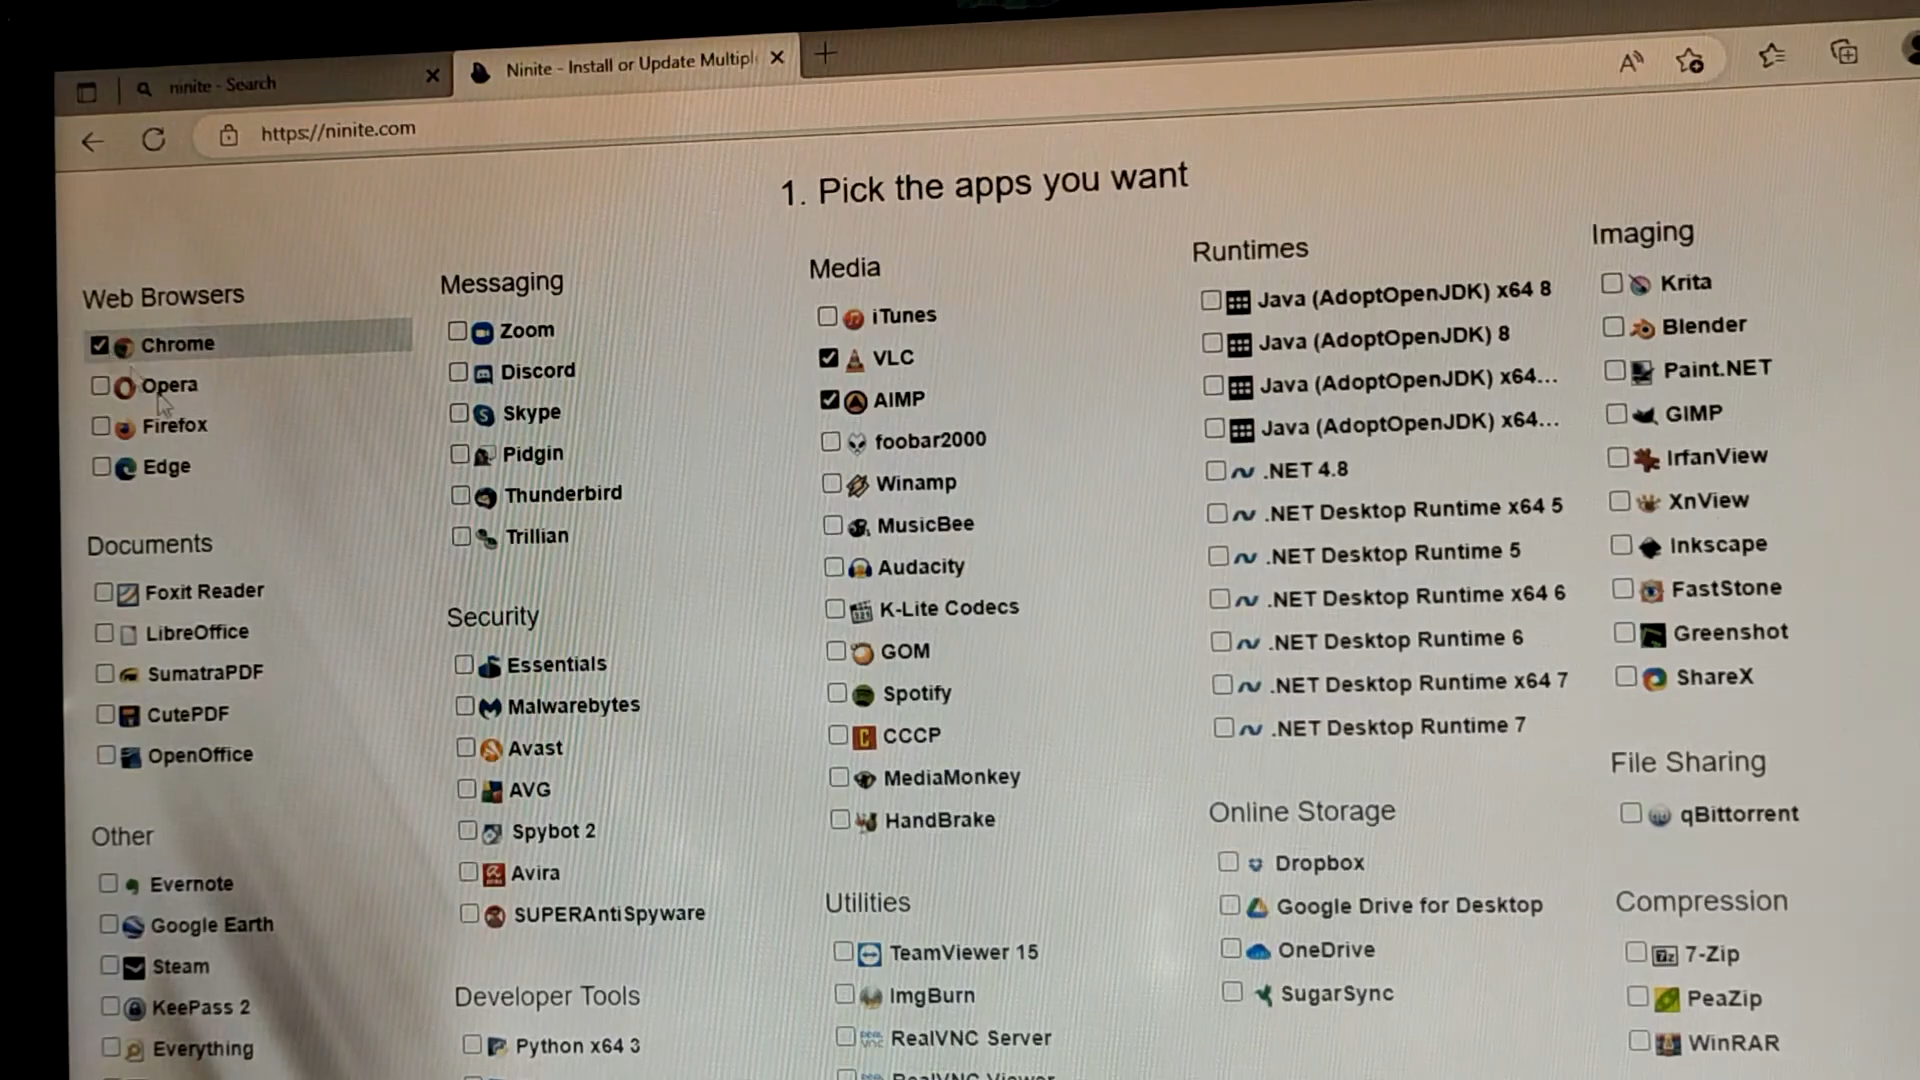 ninite - Search
Ninite - Install or Update Multipl
https://ninite.com
1. Pick the apps you want
Web Browsers
Chrome
Opera
Firefox
Edge
Documents
Foxit Reader
LibreOffice
SumatraPDF
CutePDF
OpenOffice
Other
Evernote
Google Earth
Steam
KeePass 2
Everything
Messaging
Zoom
Discord
Skype
Pidgin
Thunderbird
Trillian
Security
Essentials
Malwarebytes
Avast
AVG
Spybot 2
Avira
SUPERAntiSpyware
Developer Tools
Python x64 3
Media
iTunes
VLC
AIMP
foobar2000
Winamp
MusicBee
Audacity
K-Lite Codecs
GOM
Spotify
CCCP
MediaMonkey
HandBrake
Utilities
TeamViewer 15
ImgBurn
RealVNC Server
RealVNC Viewer
Runtimes
Java (AdoptOpenJDK) x64 8
Java (AdoptOpenJDK) 8
Java (AdoptOpenJDK) x64...
Java (AdoptOpenJDK) x64...
.NET 4.8
.NET Desktop Runtime x64 5
.NET Desktop Runtime 5
.NET Desktop Runtime x64 6
.NET Desktop Runtime 6
.NET Desktop Runtime x64 7
.NET Desktop Runtime 7
Online Storage
Dropbox
Google Drive for Desktop
OneDrive
SugarSync
Imaging
Krita
Blender
Paint.NET
GIMP
IrfanView
XnView
Inkscape
FastStone
Greenshot
ShareX
File Sharing
qBittorrent
Compression
7-Zip
PeaZip
WinRAR